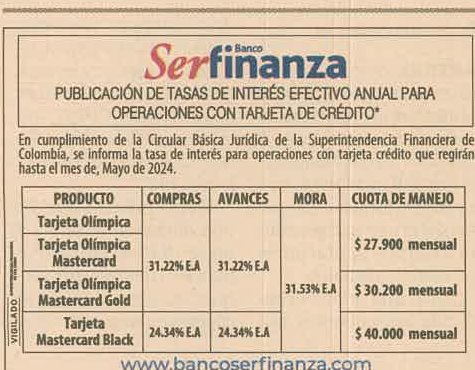 Banco
Serfinanza
PUBLICACIÓN DE TASAS DE INTERÉS EFECTIVO ANUAL PARA
OPERACIONES CON TARJETA DE CRÉDITO*
En cumplimiento de la Circular Básica Jurídica de la Superintendencia Financiera de
Colombia, se informa la tasa de interés para operaciones con tarjeta crédito que regirán
hasta el mes de, Mayo de 2024.
PRODUCTO COMPRAS AVANCES MORA CUOTA DE MANEJO
Tarjeta Olímpica
Tarjeta Olímpica
Mastercard
$ 27.900 mensual
31.22% E.A 31.22% E.A
Tarjeta Olímpica
Mastercard Gold
31.53% E.A $ 30.200 mensual
Tarjeta
Mastercard Black
24.34% E.A 24.34% E.A $ 40.000 mensual
VIGILADO
www.bancoserfinanza.com